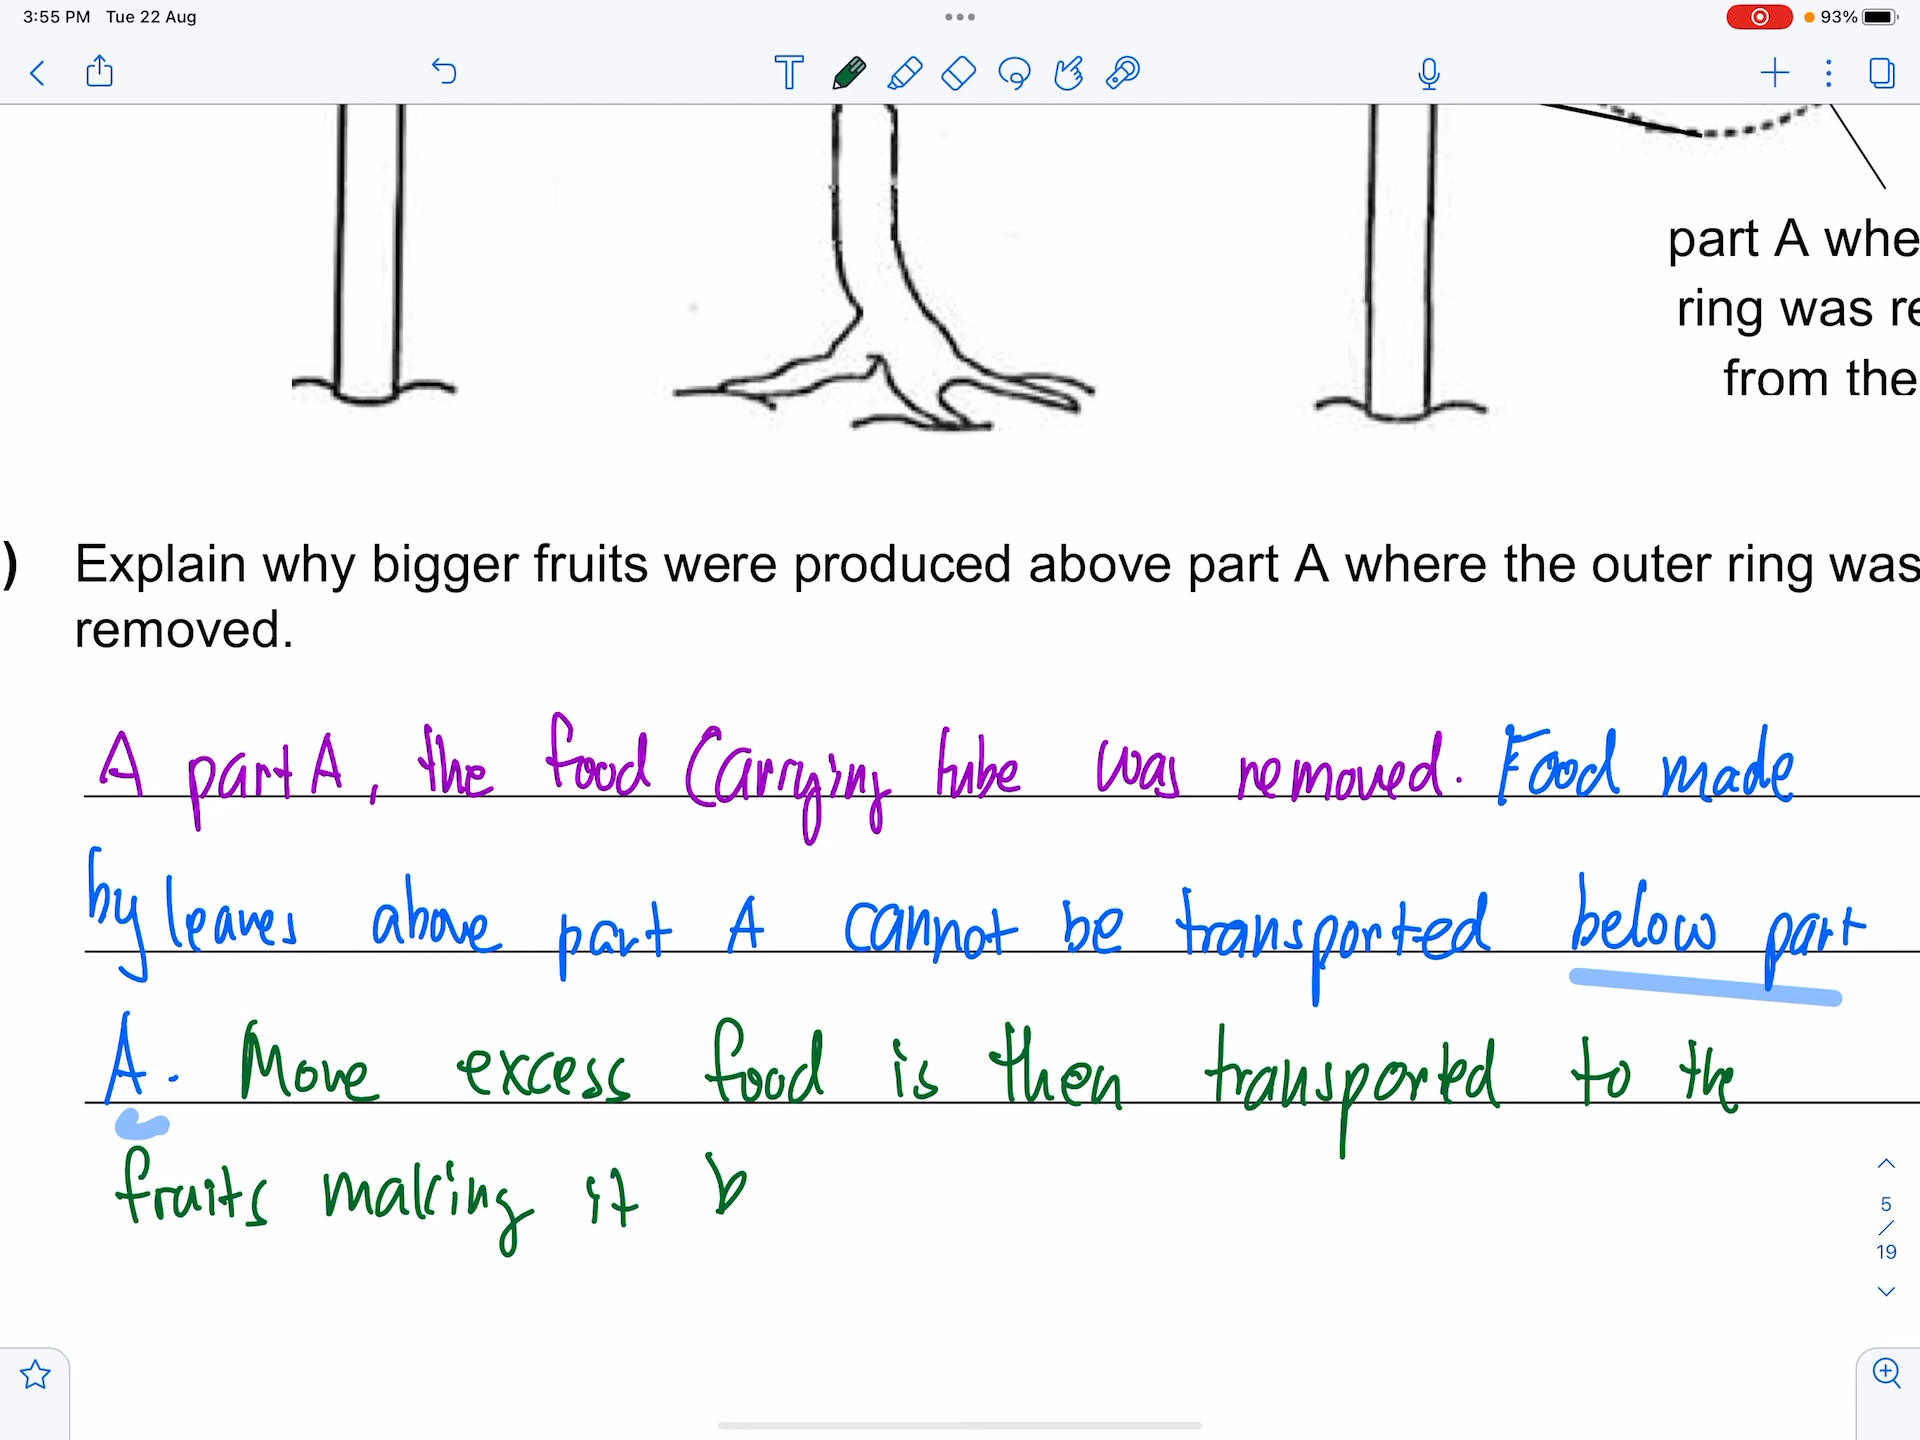 3:55 PM Tue 22 Aug
93%
part A whe
ring was re
from the
) Explain why bigger fruits were produced above part A where the outer ring was
removed.
A part A, the food carrying tube was removed. Food made
by leaves above part A cannot be transported below part
A. Move excess food is then transported to the
fruits making it b
5
/
19